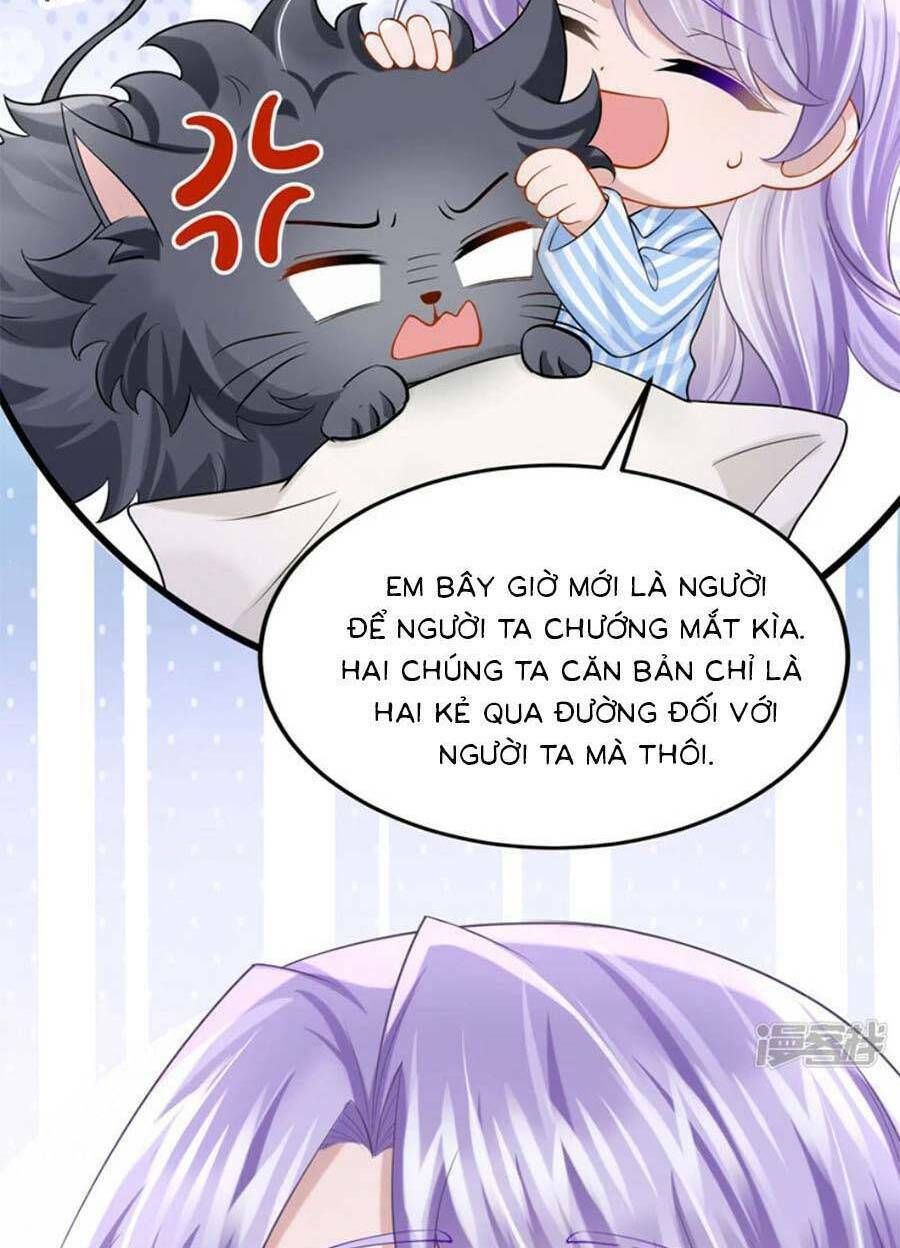 EM BÂY GIỜ MỚI LÀ NGƯỜI
ĐỂ NGƯỜI TA CHƯỚNG MẮT KÌA.
HAI CHÚNG TA CĂN BẢN CHỈ LÀ
HAI KẺ QUA ĐƯỜNG ĐỐI VỚI
NGƯỜI TA MÀ THÔI.
漫客栈